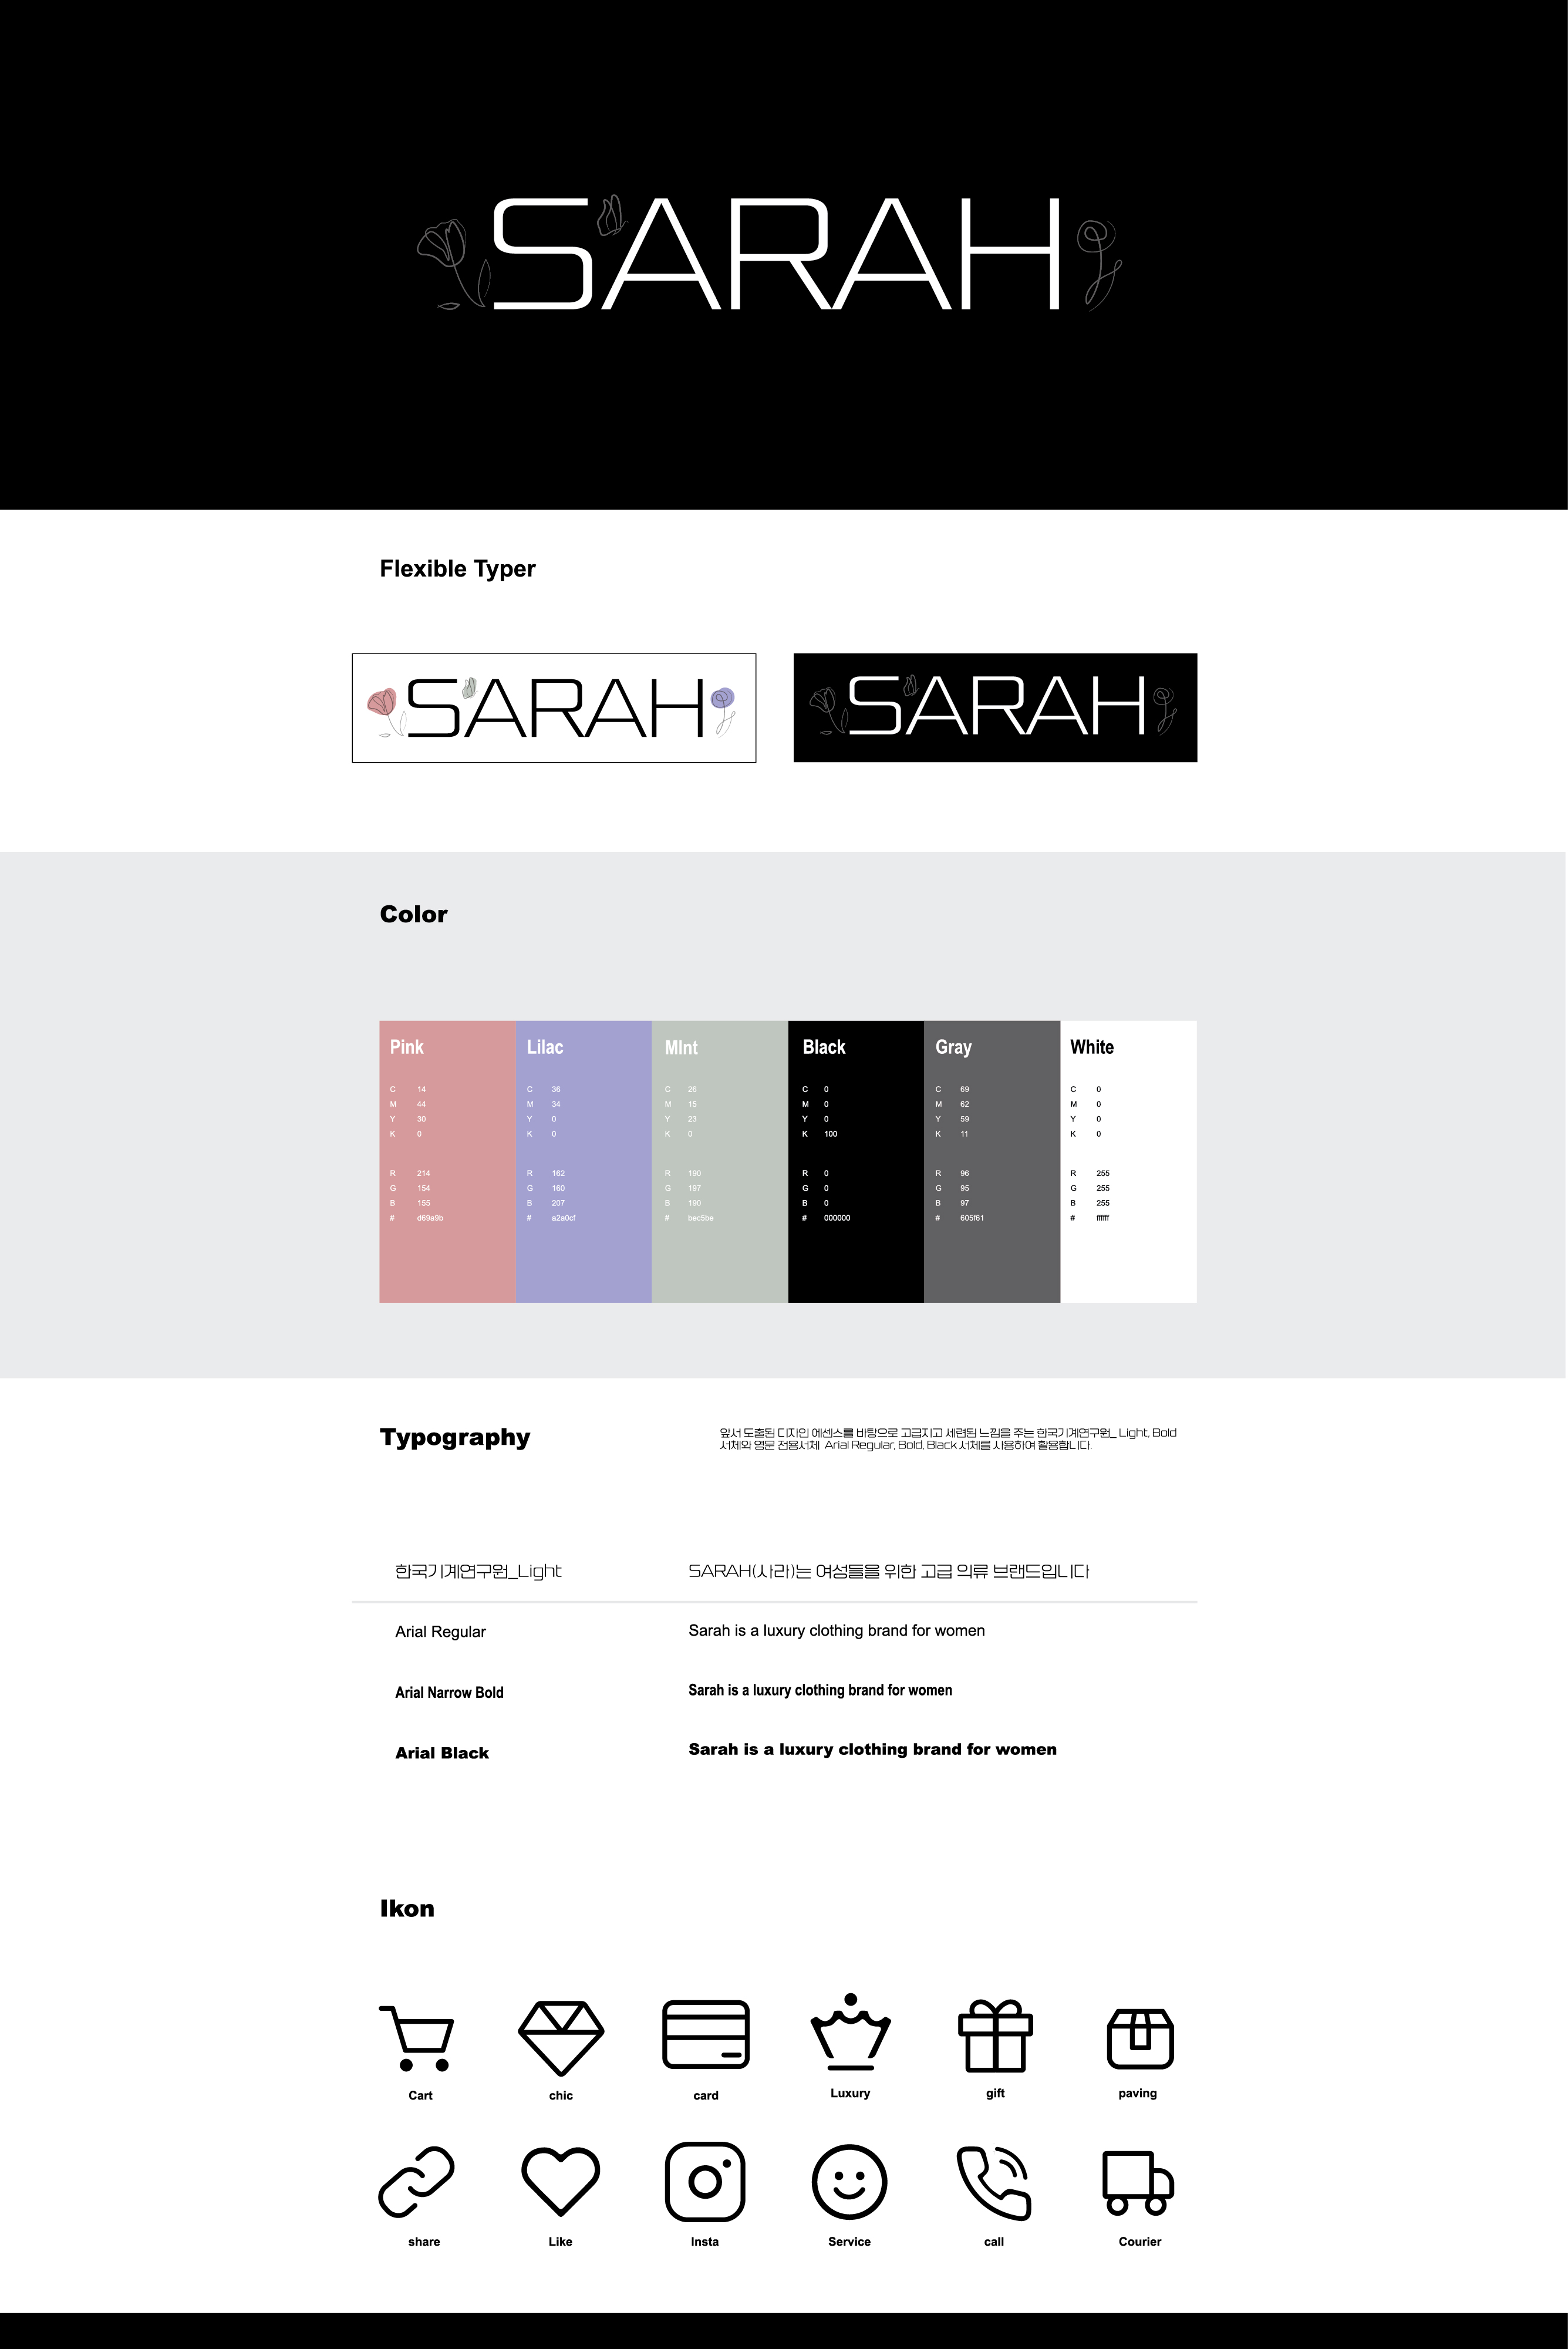 SARAH
Flexible Typer
SARAH
SARAH
Color
Pink
C 14
M 44
Y 30
K 0
R 214
G 154
B 155
# d69a9b
Lilac
C 36
M 34
Y 0
K 0
R 162
G 160
B 207
# a2a0cf
MInt
C 26
M 15
Y 23
K 0
R 190
G 197
B 190
# bec5be
Black
C 0
M 0
Y 0
K 100
R 0
G 0
B 0
# 000000
Gray
C 69
M 62
Y 59
K 11
R 96
G 95
B 97
# 605f61
White
C 0
M 0
Y 0
K 0
R 255
G 255
B 255
# ffffff
Typography
앞서 도출된 디자인 에센스를 바탕으로 고급지고 세련된 느낌을 주는 한국기계연구원_ Light, Bold
서체와 영문 전용서체 Arial Regular, Bold, Black 서체를 사용하여 활용합니다.
한국기계연구원_Light
SARAH(사라)는 여성들을 위한 고급 의류 브랜드입니다
Arial Regular
Sarah is a luxury clothing brand for women
Arial Narrow Bold
Sarah is a luxury clothing brand for women
Arial Black
Sarah is a luxury clothing brand for women
Ikon
Cart
chic
card
Luxury
gift
paving
share
Like
Insta
Service
call
Courier